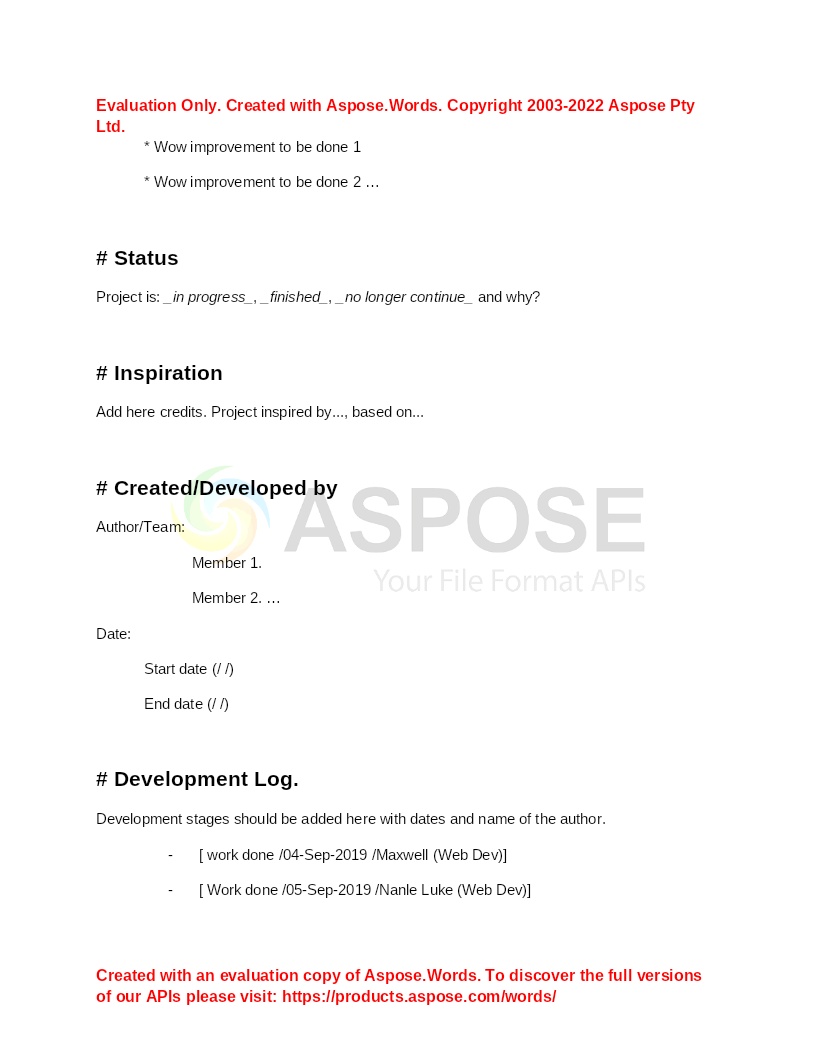 Evaluation Only. Created with Aspose.Words. Copyright 2003-2022 Aspose Pty
Ltd.
* Wow improvement to be done 1
* Wow improvement to be done 2 …
# Status
Project is: _in progress_, _finished_, _no longer continue_ and why?
# Inspiration
Add here credits. Project inspired by..., based on...
# Created/Developed by
ASPOSE
Author/Team:
Member 1.
Your File Format APIs
Member 2. …
Date:
Start date (/ /)
End date (/ /)
# Development Log.
Development stages should be added here with dates and name of the author.
- [ work done /04-Sep-2019 /Maxwell (Web Dev)]
- [ Work done /05-Sep-2019 /Nanle Luke (Web Dev)]
Created with an evaluation copy of Aspose.Words. To discover the full versions
of our APIs please visit: https://products.aspose.com/words/